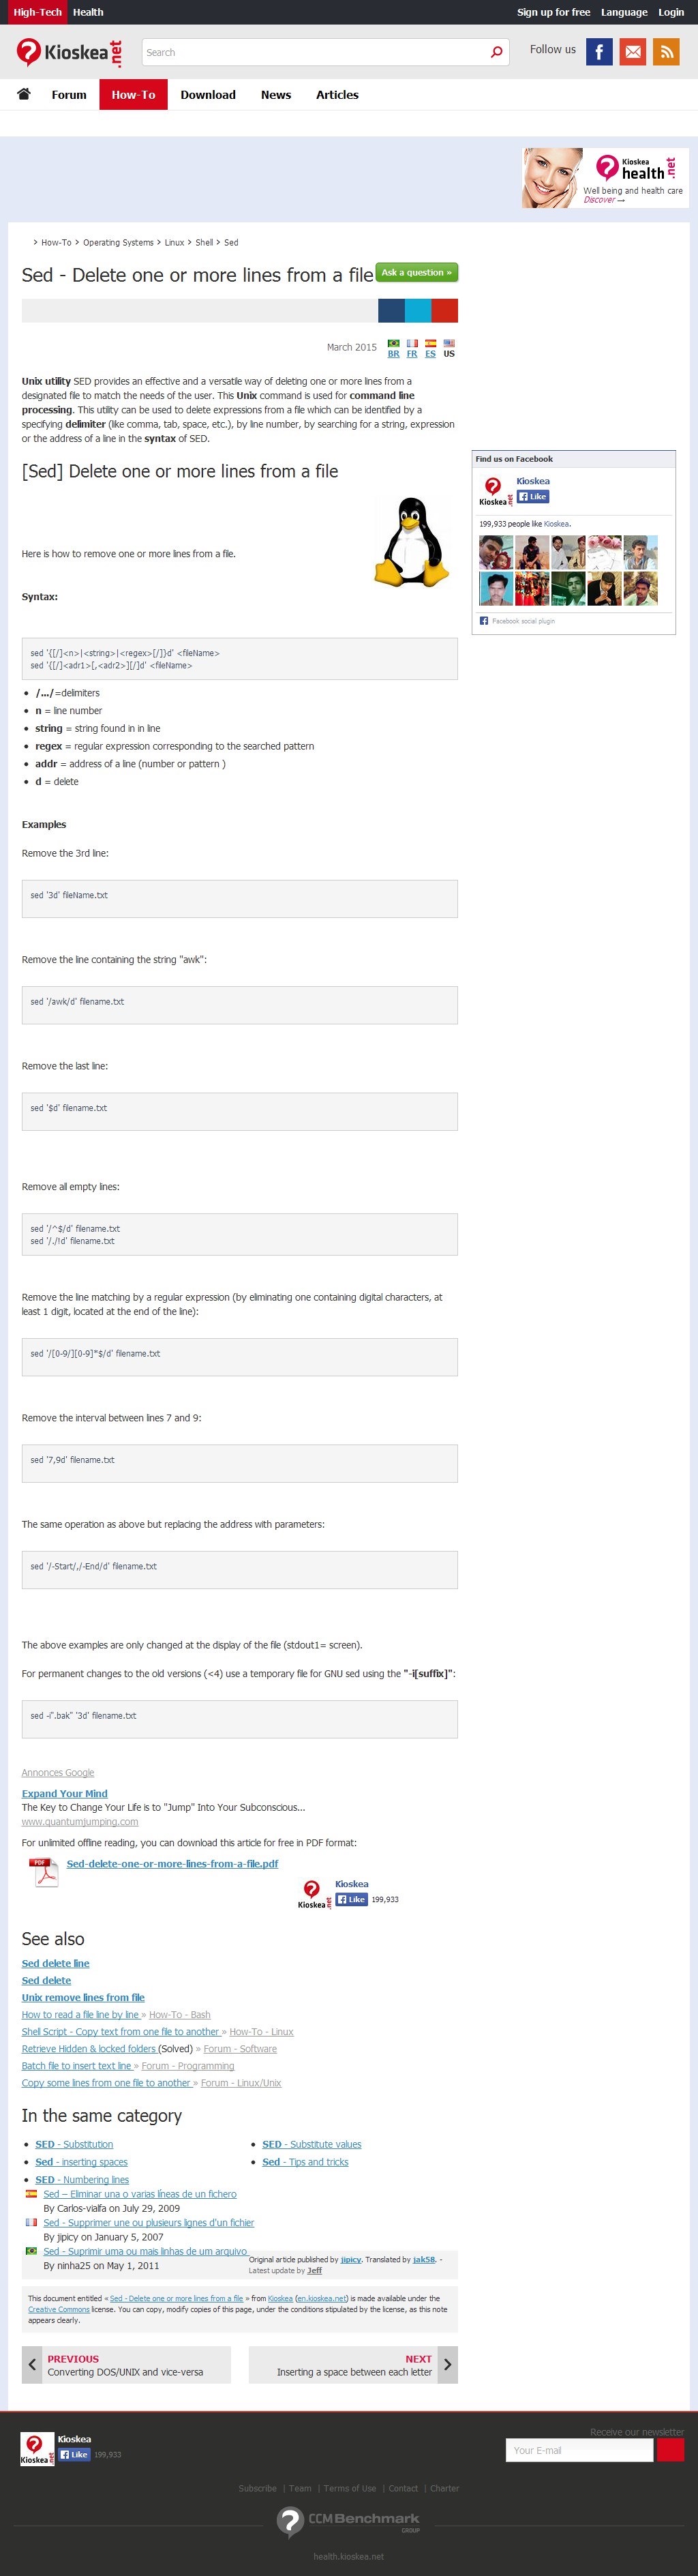 High-Tech Health Sign up for free Language Login
Kioskea.net Search Follow us
Forum How-To Download News Articles
Kioskea
health.net
Well being and health care
Discover →
> How-To > Operating Systems > Linux > Shell > Sed
Sed - Delete one or more lines from a file Ask a question »
March 2015 BR FR ES US
Unix utility SED provides an effective and a versatile way of deleting one or more lines from a
designated file to match the needs of the user. This Unix command is used for command line
processing. This utility can be used to delete expressions from a file which can be identified by a
specifying delimiter (like comma, tab, space, etc.), by line number, by searching for a string, expression
or the address of a line in the syntax of SED.
Find us on Facebook
Kioskea
Like
Kioskea.net
199,933 people like Kioskea.
Facebook social plugin
[Sed] Delete one or more lines from a file
Here is how to remove one or more lines from a file.
Syntax:
sed '{[/]<n>|<string>|<regex>[/]}d' <fileName>
sed '{[/]<adr1>[,<adr2>][/]d' <fileName>
• /.../=delimiters
• n = line number
• string = string found in in line
• regex = regular expression corresponding to the searched pattern
• addr = address of a line (number or pattern )
• d = delete
Examples
Remove the 3rd line:
sed '3d' fileName.txt
Remove the line containing the string "awk":
sed '/awk/d' filename.txt
Remove the last line:
sed '$d' filename.txt
Remove all empty lines:
sed '/^$/d' filename.txt
sed '/./!d' filename.txt
Remove the line matching by a regular expression (by eliminating one containing digital characters, at
least 1 digit, located at the end of the line):
sed '/[0-9/][0-9]*$/d' filename.txt
Remove the interval between lines 7 and 9:
sed '7,9d' filename.txt
The same operation as above but replacing the address with parameters:
sed '/-Start/,/-End/d' filename.txt
The above examples are only changed at the display of the file (stdout1= screen).
For permanent changes to the old versions (<4) use a temporary file for GNU sed using the "-i[suffix]":
sed -i".bak" '3d' filename.txt
Annonces Google
Expand Your Mind
The Key to Change Your Life is to "Jump" Into Your Subconscious...
www.quantumjumping.com
For unlimited offline reading, you can download this article for free in PDF format:
PDF Sed-delete-one-or-more-lines-from-a-file.pdf
Kioskea
Like 199,933
Kioskea.net
See also
Sed delete line
Sed delete
Unix remove lines from file
How to read a file line by line » How-To - Bash
Shell Script - Copy text from one file to another » How-To - Linux
Retrieve Hidden & locked folders (Solved) » Forum - Software
Batch file to insert text line » Forum - Programming
Copy some lines from one file to another » Forum - Linux/Unix
In the same category
• SED - Substitution • SED - Substitute values
• Sed - inserting spaces • Sed - Tips and tricks
• SED - Numbering lines
Sed – Eliminar una o varias líneas de un fichero
By Carlos-vialfa on July 29, 2009
Sed - Supprimer une ou plusieurs lignes d'un fichier
By jipicy on January 5, 2007
Sed - Suprimir uma ou mais linhas de um arquivo
By ninha25 on May 1, 2011
Original article published by jipicy. Translated by jak58. -
Latest update by Jeff
This document entitled « Sed - Delete one or more lines from a file » from Kioskea (en.kioskea.net) is made available under the
Creative Commons license. You can copy, modify copies of this page, under the conditions stipulated by the license, as this note
appears clearly.
PREVIOUS
Converting DOS/UNIX and vice-versa
NEXT
Inserting a space between each letter
Kioskea
Like 199,933
Kioskea.net
Receive our newsletter
Your E-mail
Subscribe | Team | Terms of Use | Contact | Charter
CCM Benchmark
GROUP
health.kioskea.net